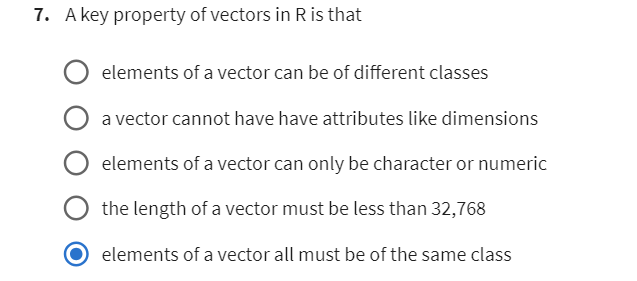 7. A key property of vectors in R is that
elements of a vector can be of different classes
a vector cannot have have attributes like dimensions
elements of a vector can only be character or numeric
the length of a vector must be less than 32,768
elements of a vector all must be of the same class